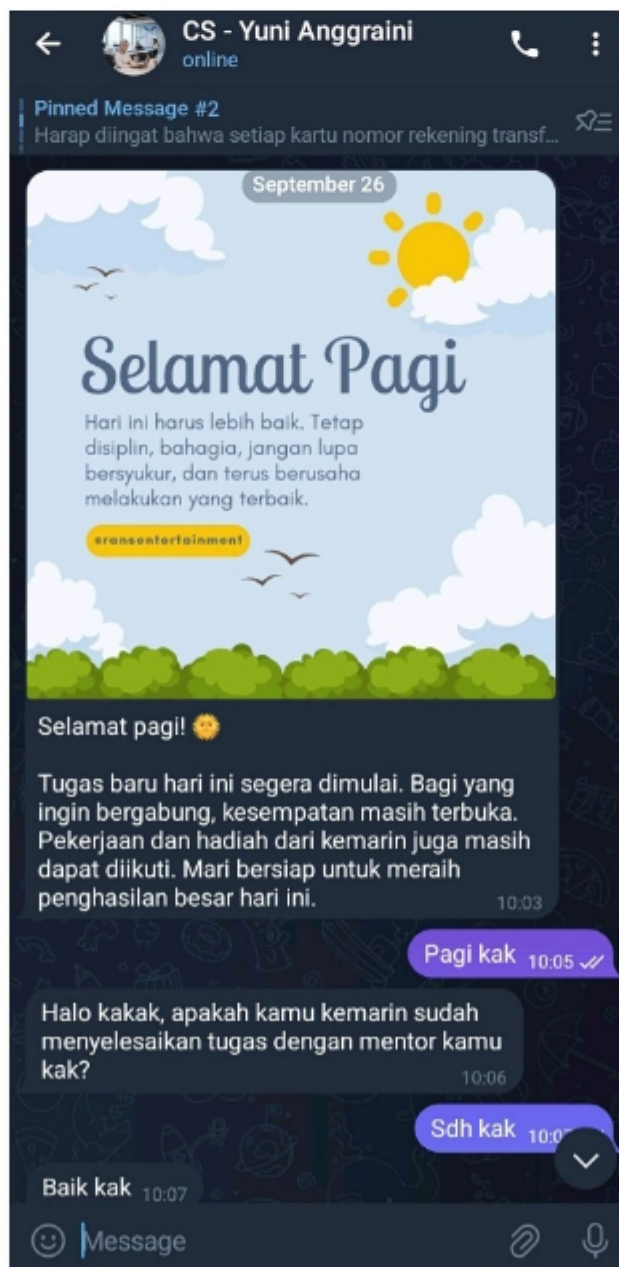 CS - Yuni Anggraini
online
Pinned Message #2
Harap diingat bahwa setiap kartu nomor rekening transf...
September 26
Selamat Pagi
Hari ini harus lebih baik. Tetap
disiplin, bahagia, jangan lupa
bersyukur, dan terus berusaha
melakukan yang terbaik.
eransentertainment
Selamat pagi! 🌞
Tugas baru hari ini segera dimulai. Bagi yang
ingin bergabung, kesempatan masih terbuka.
Pekerjaan dan hadiah dari kemarin juga masih
dapat diikuti. Mari bersiap untuk meraih
penghasilan besar hari ini.
10:03
Pagi kak 10:05
Halo kakak, apakah kamu kemarin sudah
menyelesaikan tugas dengan mentor kamu
kak?
10:06
Sdh kak
Baik kak 10:07
Message